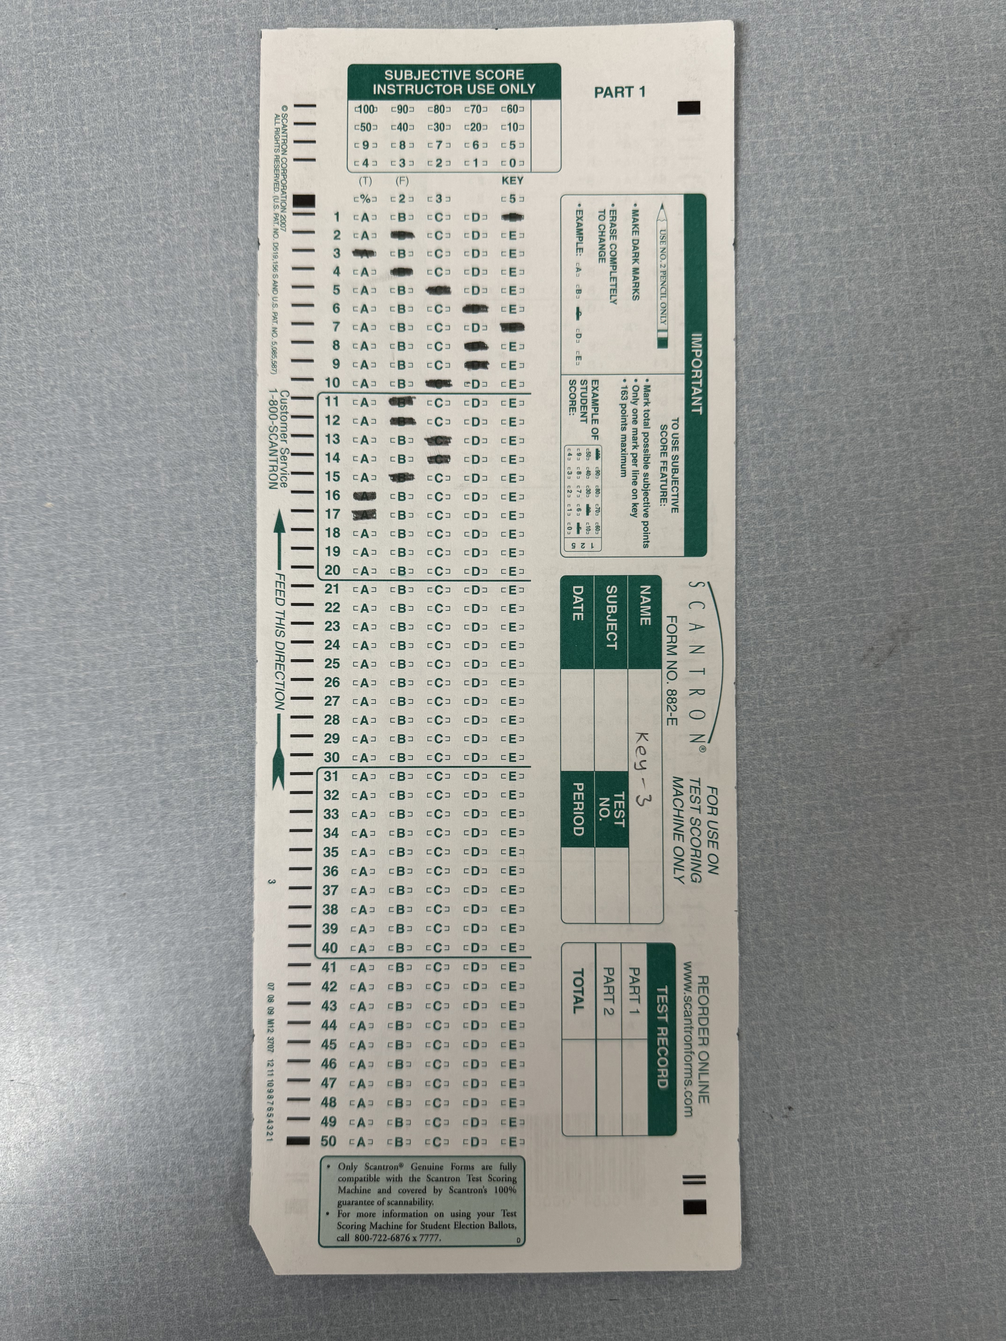 SUBJECTIVE SCORE
INSTRUCTOR USE ONLY
100 90 80 70 60
50 40 30 20 10
9 8 7 6 5
4 3 2 1 0
(T) (F) KEY
% 2 3 5
1 A B C D
2 A C D E
3 B C D E
4 A C D E
5 A B C D E
6 A B C D E
7 A B C D
8 A B C D E
9 A B C D E
10 A B C D E
11 A B C D E
12 A B C D E
13 A B C D E
14 A B C D E
15 A B C D E
16 A B C D E
17 A B C D E
18 A B C D E
19 A B C D E
20 A B C D E
21 A B C D E
22 A B C D E
23 A B C D E
24 A B C D E
25 A B C D E
26 A B C D E
27 A B C D E
28 A B C D E
29 A B C D E
30 A B C D E
31 A B C D E
32 A B C D E
33 A B C D E
34 A B C D E
35 A B C D E
36 A B C D E
37 A B C D E
38 A B C D E
39 A B C D E
40 A B C D E
41 A B C D E
42 A B C D E
43 A B C D E
44 A B C D E
45 A B C D E
46 A B C D E
47 A B C D E
48 A B C D E
49 A B C D E
50 A B C D E
• Only Scantron® Genuine Forms are fully
compatible with the Scantron Test Scoring
Machine and covered by Scantron's 100%
guarantee of scannability.
• For more information on using your Test
Scoring Machine for Student Election Ballots,
call 800-722-6876 x 7777.
PART 1
IMPORTANT
USE NO. 2 PENCIL ONLY
• MAKE DARK MARKS
• ERASE COMPLETELY
TO CHANGE
• EXAMPLE: A B D E
TO USE SUBJECTIVE
SCORE FEATURE:
• Mark total possible subjective points
• Only one mark per line on key
• 163 points maximum
EXAMPLE OF
STUDENT
SCORE:
SCANTRON®
FORM NO. 882-E
FOR USE ON
TEST SCORING
MACHINE ONLY
NAME Key-3
SUBJECT
TEST
NO.
DATE
PERIOD
REORDER ONLINE
www.scantronforms.com
TEST RECORD
PART 1
PART 2
TOTAL
© SCANTRON CORPORATION 2007
ALL RIGHTS RESERVED. (U.S. PAT. NO. D519,156 S AND U.S. PAT. NO. 5,085,587)
Customer Service
1-800-SCANTRON
FEED THIS DIRECTION
3
07 08 09 M12 3707 12 11 10 9 8 7 6 5 4 3 2 1